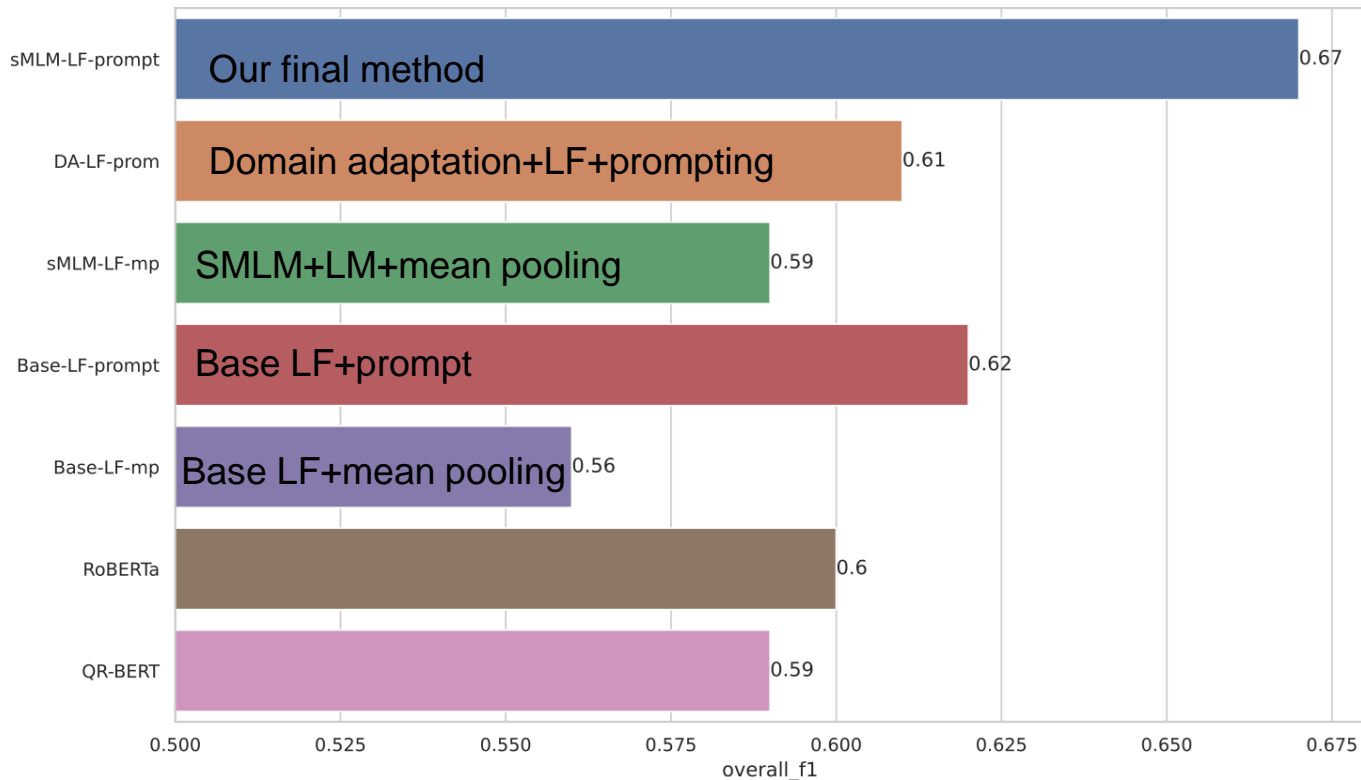 sMLM-LF-prompt Our final method 0.67
DA-LF-prom Domain adaptation+LF+prompting 0.61
sMLM-LF-mp SMLM+LM+mean pooling 0.59
Base-LF-prompt Base LF+prompt 0.62
Base-LF-mp Base LF+mean pooling 0.56
RoBERTa 0.6
QR-BERT 0.59
0.500 0.525 0.550 0.575 0.600 0.625 0.650 0.675
overall_f1